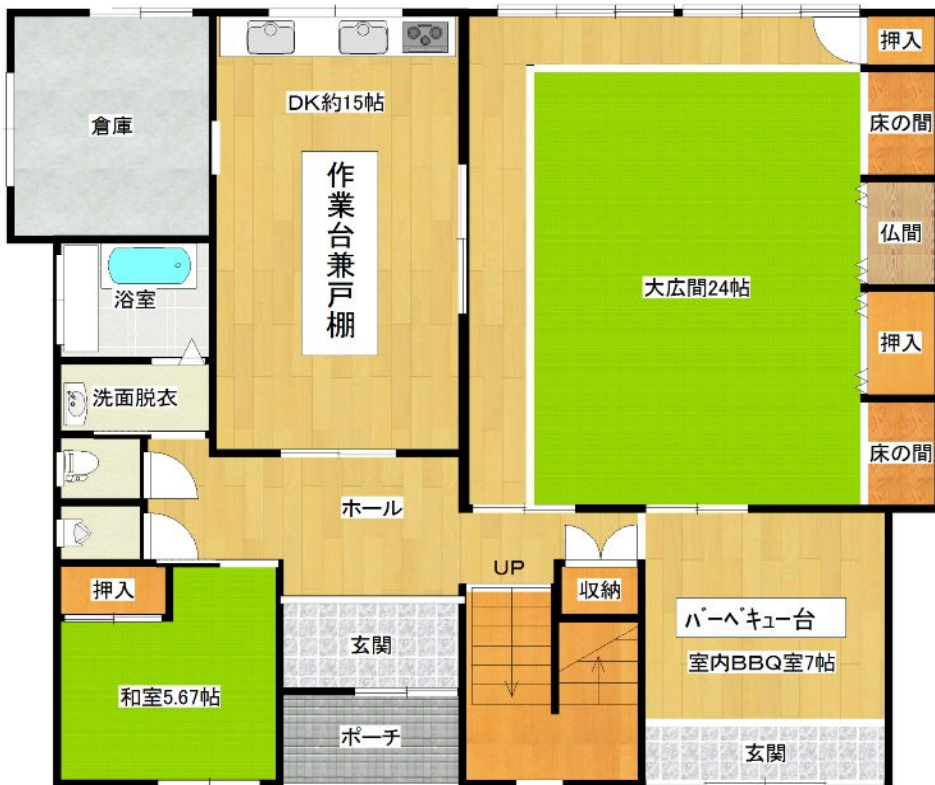 押入
DK約15帖
床の間
倉庫
作業台兼戸棚
仏間
大広間24帖
浴室
押入
洗面脱衣
床の間
ホール
UP
押入
収納
バーベキュー台
玄関
室内BBQ室7帖
和室5.67帖
ポーチ
玄関